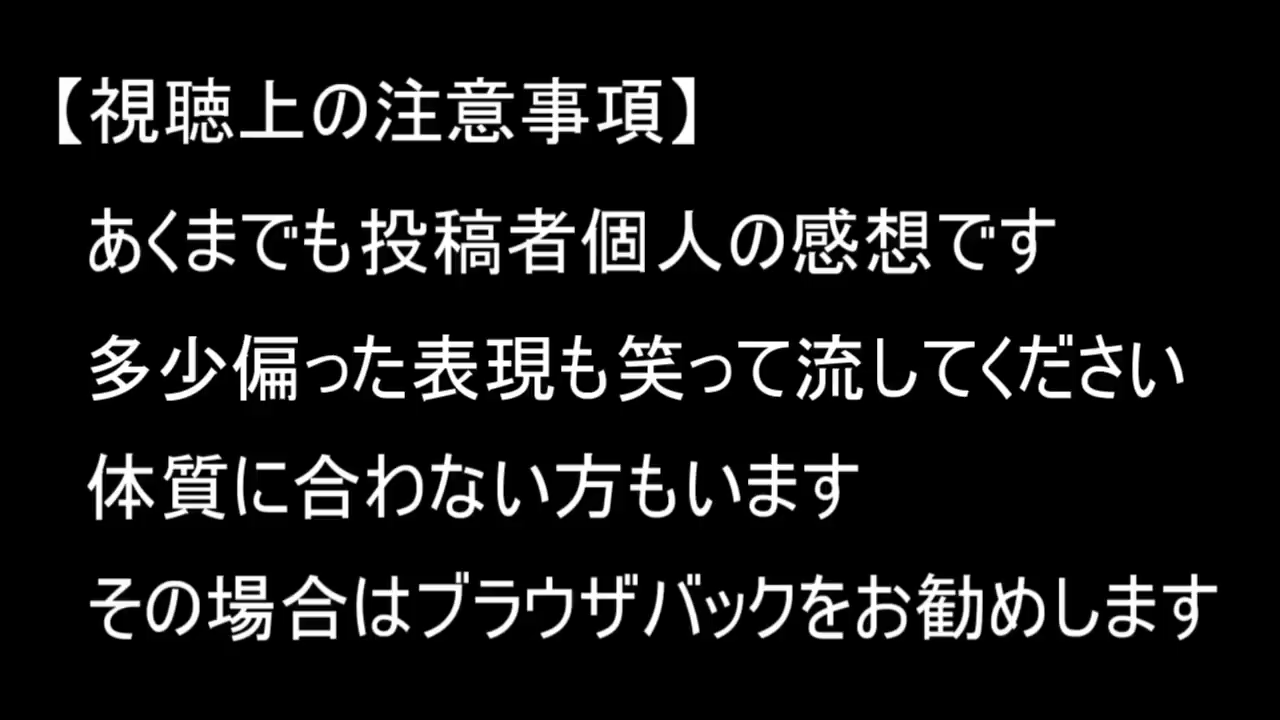 【視聴上の注意事項】
あくまでも投稿者個人の感想です
多少偏った表現も笑って流してください
体質に合わない方もいます
その場合はブラウザバックをお勧めします